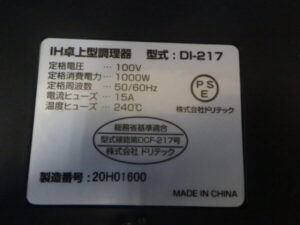 IH卓上型調理器 型式：DI-217
定格電圧 … 100V
定格消費電力 … 1000W
定格周波数 … 50/60Hz
電流ヒューズ … 15A
温度ヒューズ … 240℃
PSE
株式会社ドリテック
総務省基準適合
型式確認第DCF-217号
株式会社 ドリテック
製造番号：20H01600
MADE IN CHINA